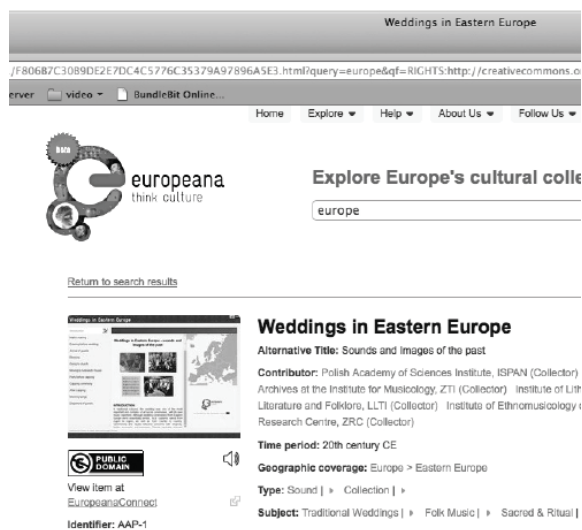 Weddings in Eastern Europe
/F80687C3089DE2E7DC4C5776C35379A97896A5E3.html?query=europe&qf=RIGHTS:http://creativecommons.o
erver video BundleBit Online...
Home Explore Help About Us Follow Us
europeana
think culture
Explore Europe's cultural colle
europe
Return to search results
Weddings in Eastern Europe
Weddings in Eastern Europe
Alternative Title: Sounds and Images of the past
Contributor: Polish Academy of Sciences Institute, ISPAN (Collector)
Archives at the Institute for Musicology, ZTI (Collector) Institute of Lith
Literature and Folklore, LLTI (Collector) Institute of Ethnomusicology
Research Centre, ZRC (Collector)
Time period: 20th century CE
PUBLIC
DOMAIN
Geographic coverage: Europe > Eastern Europe
View item at
EuropeanaConnect
Type: Sound | Collection |
Identifier: AAP-1
Subject: Traditional Weddings | Folk Music | Sacred & Ritual |